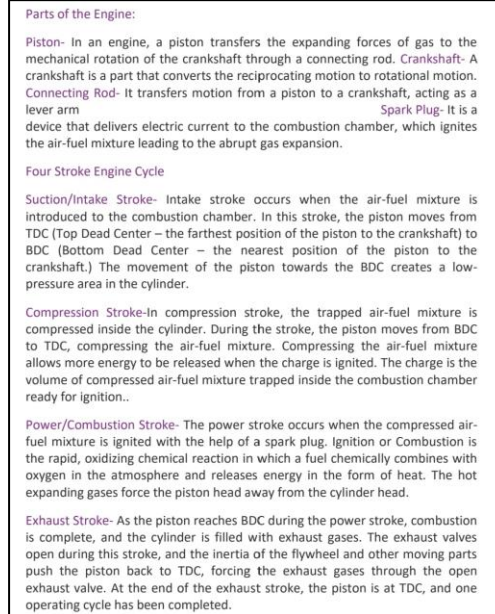 Parts of the Engine:
Piston- In an engine, a piston transfers the expanding forces of gas to the
mechanical rotation of the crankshaft through a connecting rod. Crankshaft- A
crankshaft is a part that converts the reciprocating motion to rotational motion.
Connecting Rod- It transfers motion from a piston to a crankshaft, acting as a
lever arm Spark Plug- It is a
device that delivers electric current to the combustion chamber, which ignites
the air-fuel mixture leading to the abrupt gas expansion.
Four Stroke Engine Cycle
Suction/Intake Stroke- Intake stroke occurs when the air-fuel mixture is
introduced to the combustion chamber. In this stroke, the piston moves from
TDC (Top Dead Center – the farthest position of the piston to the crankshaft) to
BDC (Bottom Dead Center – the nearest position of the piston to the
crankshaft.) The movement of the piston towards the BDC creates a low-
pressure area in the cylinder.
Compression Stroke-In compression stroke, the trapped air-fuel mixture is
compressed inside the cylinder. During the stroke, the piston moves from BDC
to TDC, compressing the air-fuel mixture. Compressing the air-fuel mixture
allows more energy to be released when the charge is ignited. The charge is the
volume of compressed air-fuel mixture trapped inside the combustion chamber
ready for ignition..
Power/Combustion Stroke- The power stroke occurs when the compressed air-
fuel mixture is ignited with the help of a spark plug. Ignition or Combustion is
the rapid, oxidizing chemical reaction in which a fuel chemically combines with
oxygen in the atmosphere and releases energy in the form of heat. The hot
expanding gases force the piston head away from the cylinder head.
Exhaust Stroke- As the piston reaches BDC during the power stroke, combustion
is complete, and the cylinder is filled with exhaust gases. The exhaust valves
open during this stroke, and the inertia of the flywheel and other moving parts
push the piston back to TDC, forcing the exhaust gases through the open
exhaust valve. At the end of the exhaust stroke, the piston is at TDC, and one
operating cycle has been completed.